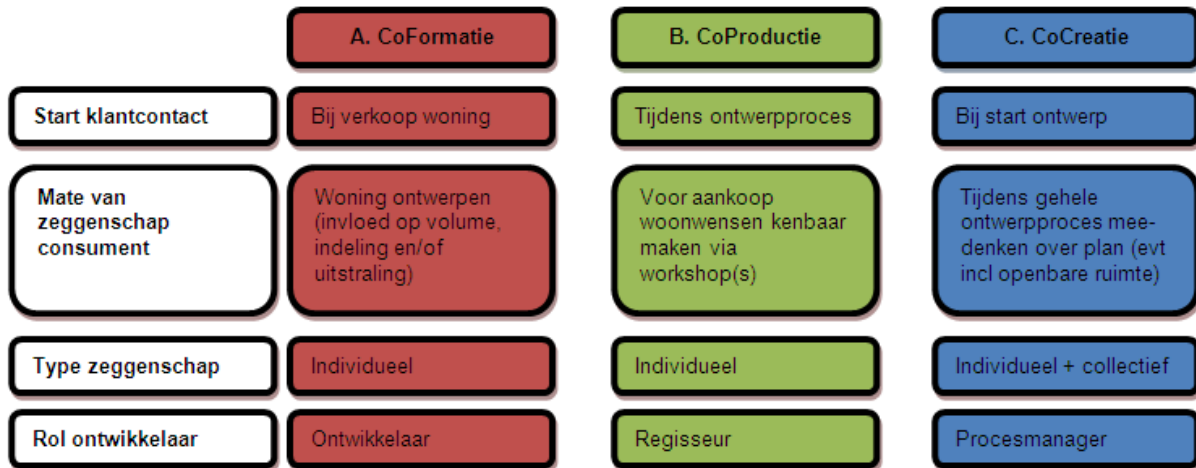 A. CoFormatie
B. CoProductie
C. CoCreatie
Start klantcontact
Bij verkoop woning
Tijdens ontwerpproces
Bij start ontwerp
Mate van
zeggenschap
consument
Woning ontwerpen
(invloed op volume,
indeling en/of
uitstraling)
Voor aankoop
woonwensen kenbaar
maken via
workshop(s)
Tijdens gehele
ontwerpproces mee-
denken over plan (evt
incl openbare ruimte)
Type zeggenschap
Individueel
Individueel
Individueel + collectief
Rol ontwikkelaar
Ontwikkelaar
Regisseur
Procesmanager